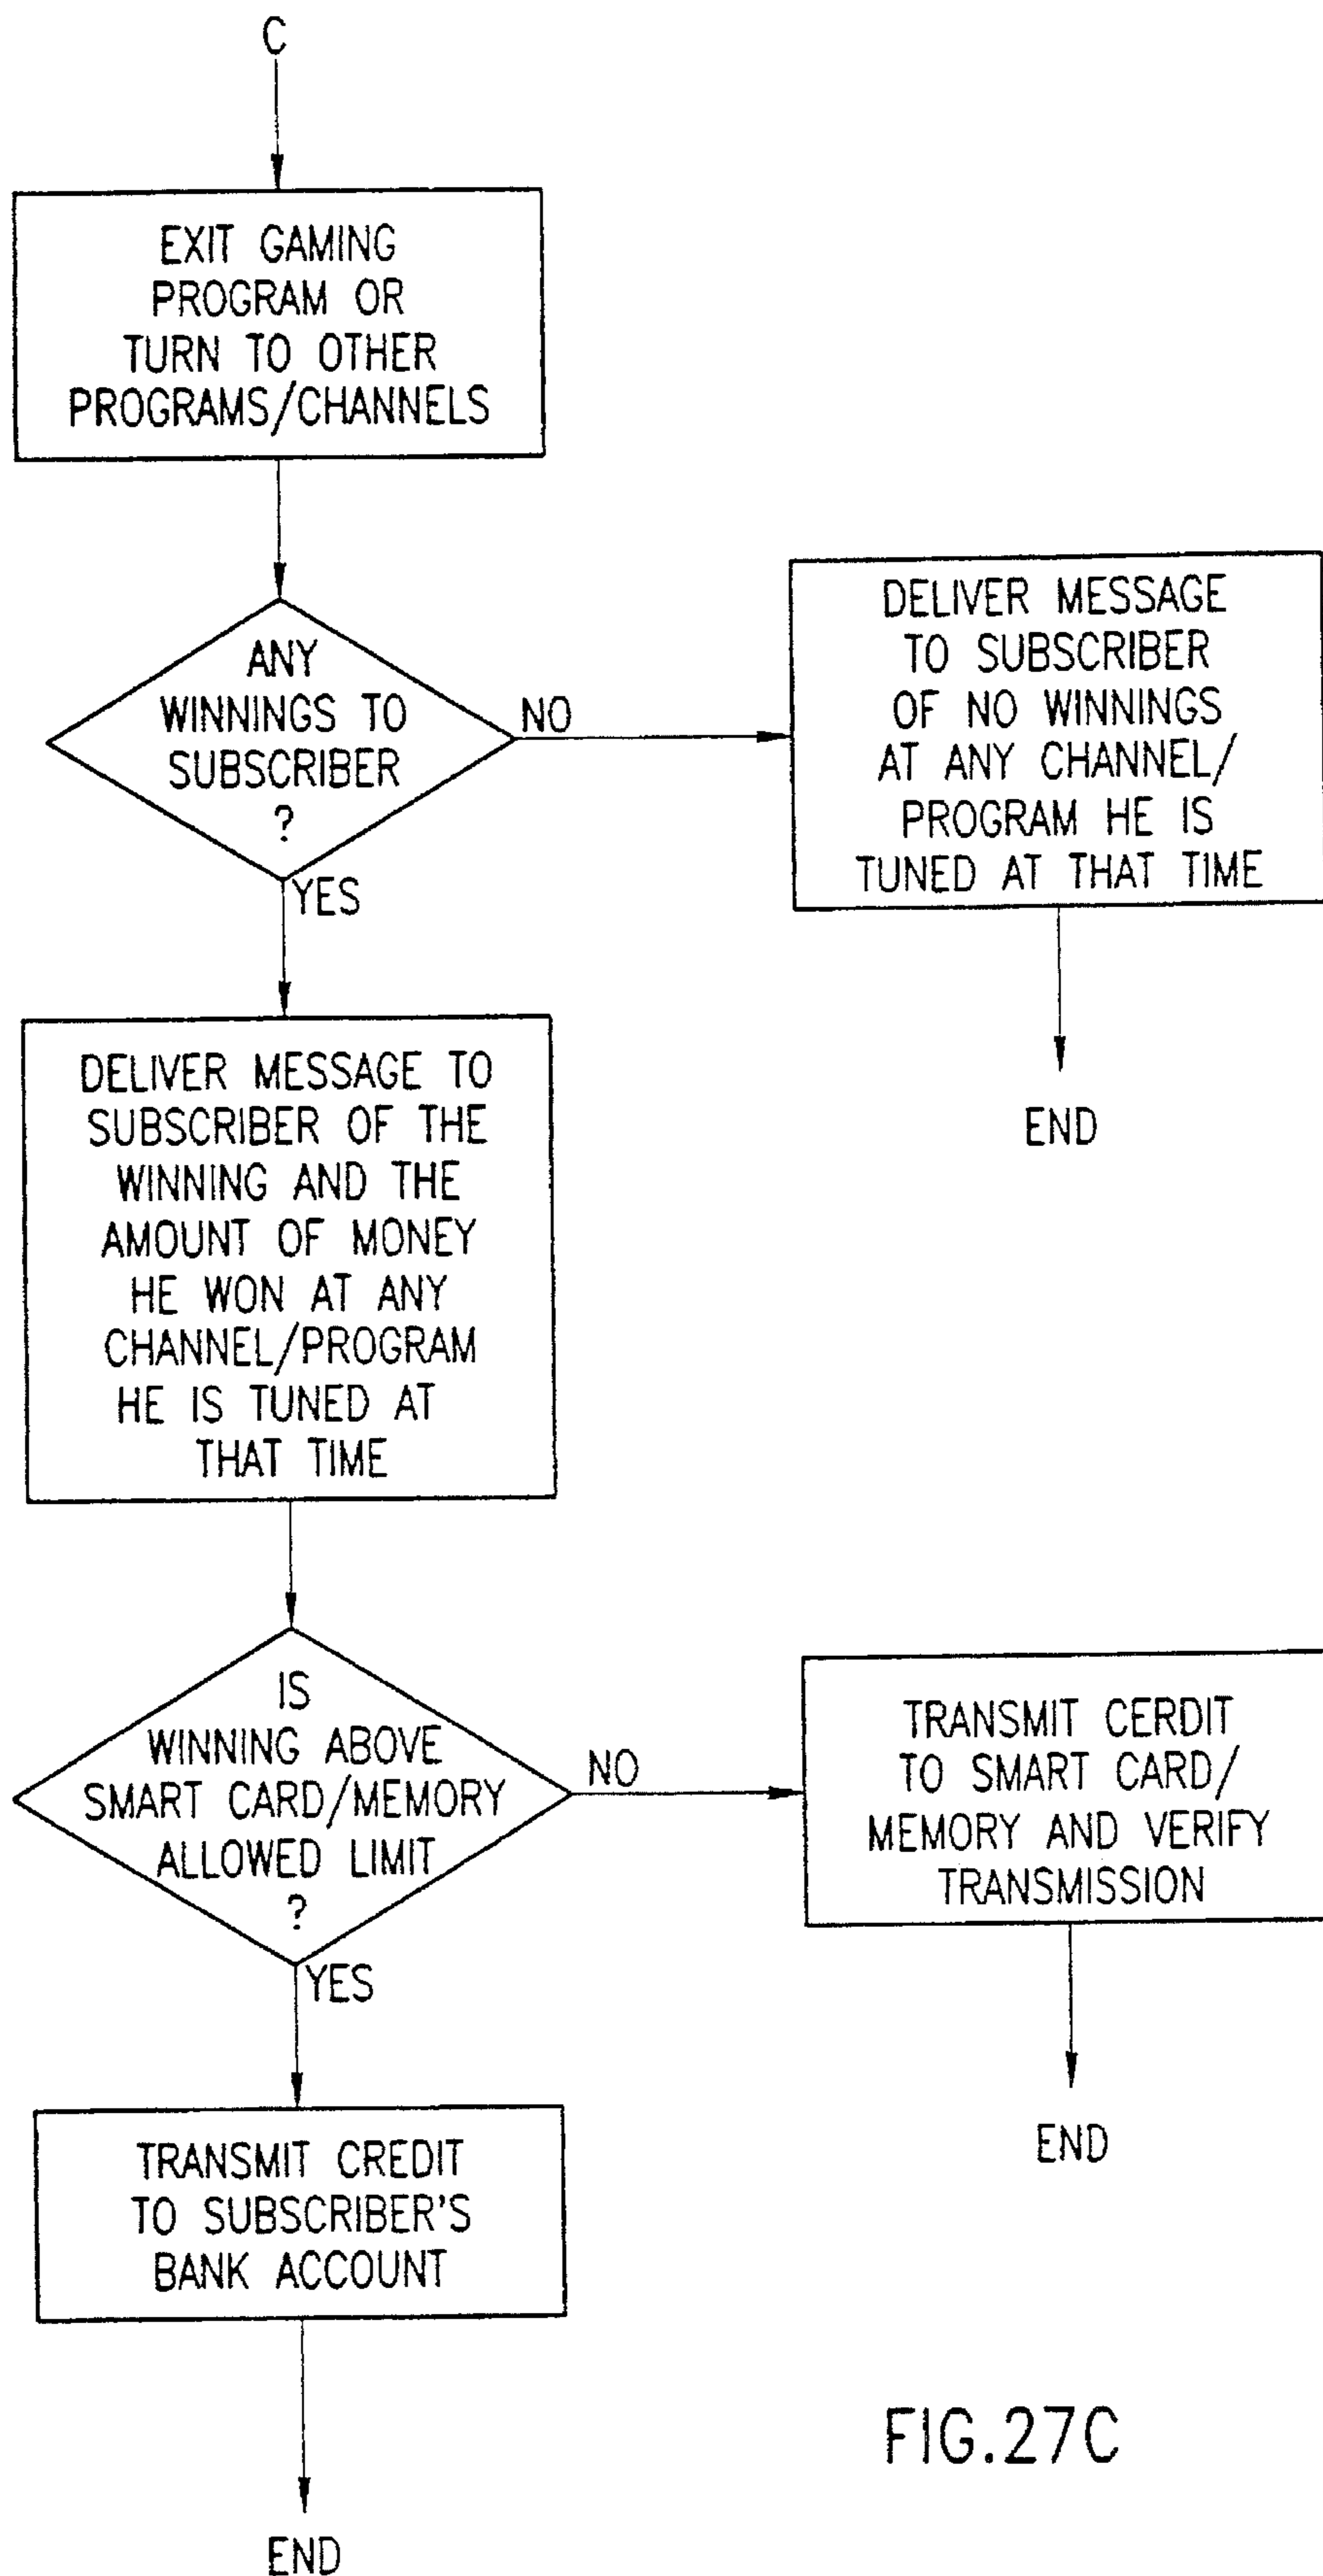 C
EXIT GAMING
PROGRAM OR
TURN TO OTHER
PROGRAMS/CHANNELS
ANY
WINNINGS TO
SUBSCRIBER
?
NO
DELIVER MESSAGE
TO SUBSCRIBER
OF NO WINNINGS
AT ANY CHANNEL/
PROGRAM HE IS
TUNED AT THAT TIME
END
YES
DELIVER MESSAGE TO
SUBSCRIBER OF THE
WINNING AND THE
AMOUNT OF MONEY
HE WON AT ANY
CHANNEL/PROGRAM
HE IS TUNED AT
THAT TIME
IS
WINNING ABOVE
SMART CARD/MEMORY
ALLOWED LIMIT
?
NO
TRANSMIT CERDIT
TO SMART CARD/
MEMORY AND VERIFY
TRANSMISSION
END
YES
TRANSMIT CREDIT
TO SUBSCRIBER'S
BANK ACCOUNT
END
FIG.27C